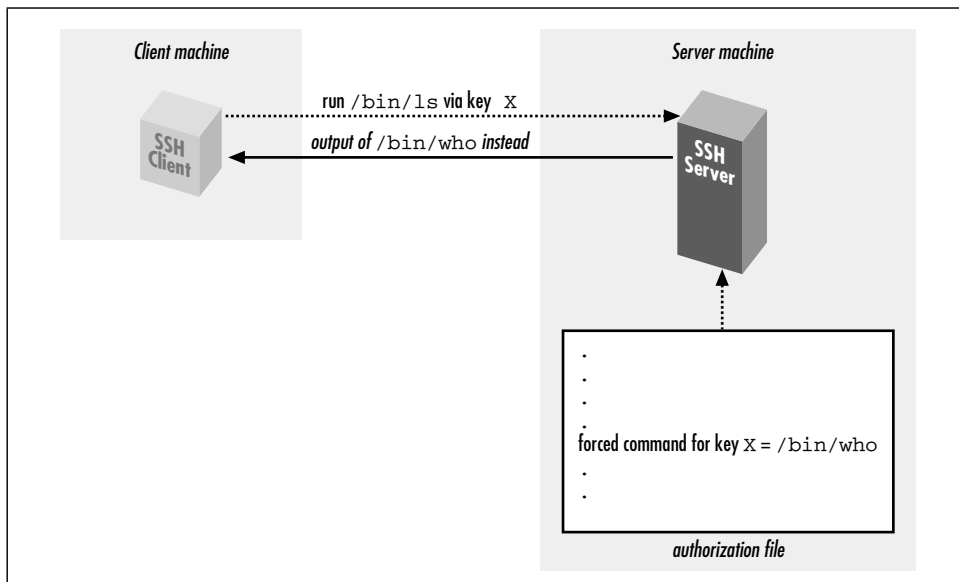 Client machine
Server machine
run /bin/ls via key X
output of /bin/who instead
SSH
Client
SSH
Server
.
.
.
.
forced command for key X = /bin/who
.
.
authorization file